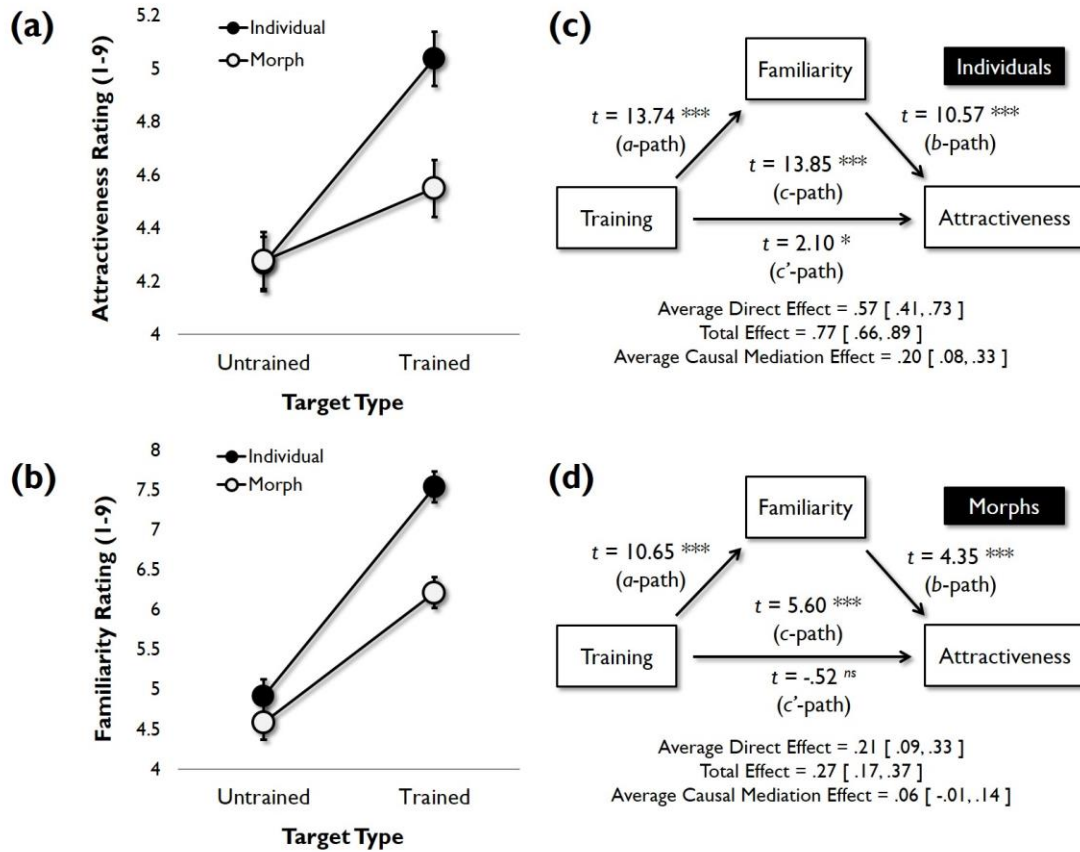 (a)
Attractiveness Rating (1-9)
5.2
5
4.8
4.6
4.4
4.2
4
Individual
Morph
Untrained
Trained
Target Type
(b)
Familiarity Rating (1-9)
8
7.5
7
6.5
6
5.5
5
4.5
4
Individual
Morph
Untrained
Trained
Target Type
(c)
Individuals
Familiarity
t = 13.74 ***
(a-path)
t = 10.57 ***
(b-path)
t = 13.85 ***
(c-path)
Training
Attractiveness
t = 2.10 *
(c'-path)
Average Direct Effect = .57 [ .41, .73 ]
Total Effect = .77 [ .66, .89 ]
Average Causal Mediation Effect = .20 [ .08, .33 ]
(d)
Morphs
Familiarity
t = 10.65 ***
(a-path)
t = 4.35 ***
(b-path)
t = 5.60 ***
(c-path)
Training
Attractiveness
t = -.52 ns
(c'-path)
Average Direct Effect = .21 [ .09, .33 ]
Total Effect = .27 [ .17, .37 ]
Average Causal Mediation Effect = .06 [ -.01, .14 ]